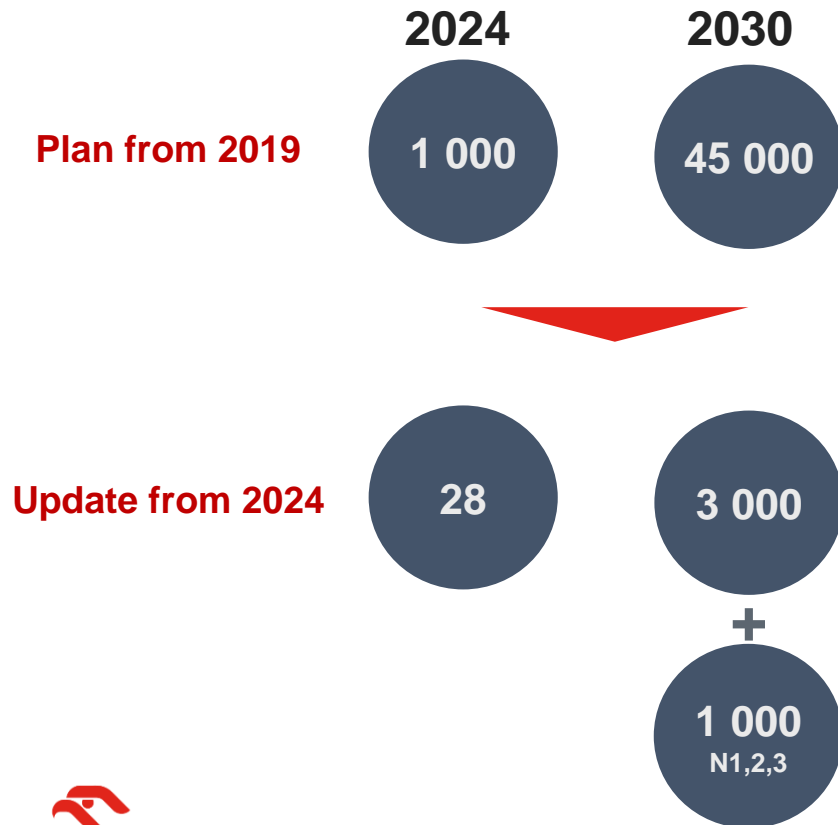 2024 2030
Plan from 2019 1 000 45 000
Update from 2024 28 3 000
+
1 000
N1,2,3